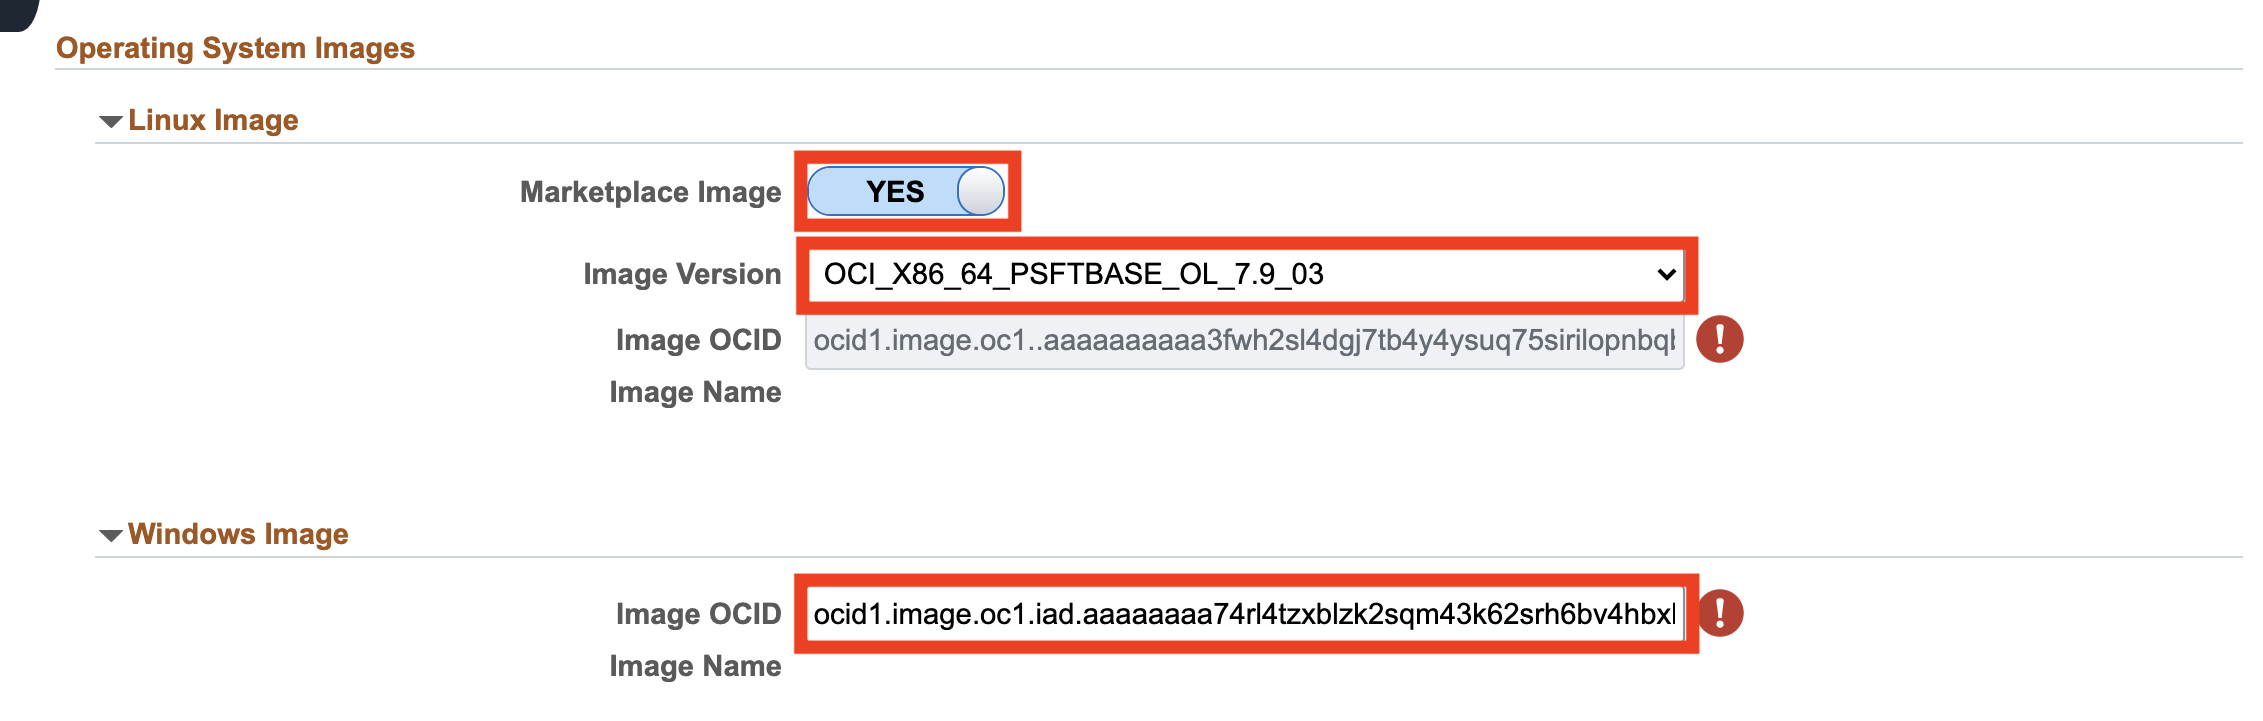 Operating System Images
Linux Image
Marketplace Image YES
Image Version OCI_X86_64_PSFTBASE_OL_7.9_03
Image OCID ocid1.image.oc1..aaaaaaaaaa3fwh2sl4dgj7tb4y4ysuq75sirilopnbqb
Image Name
Windows Image
Image OCID ocid1.image.oc1.iad.aaaaaaaa74rl4tzxblzk2sqm43k62srh6bv4hbxl
Image Name